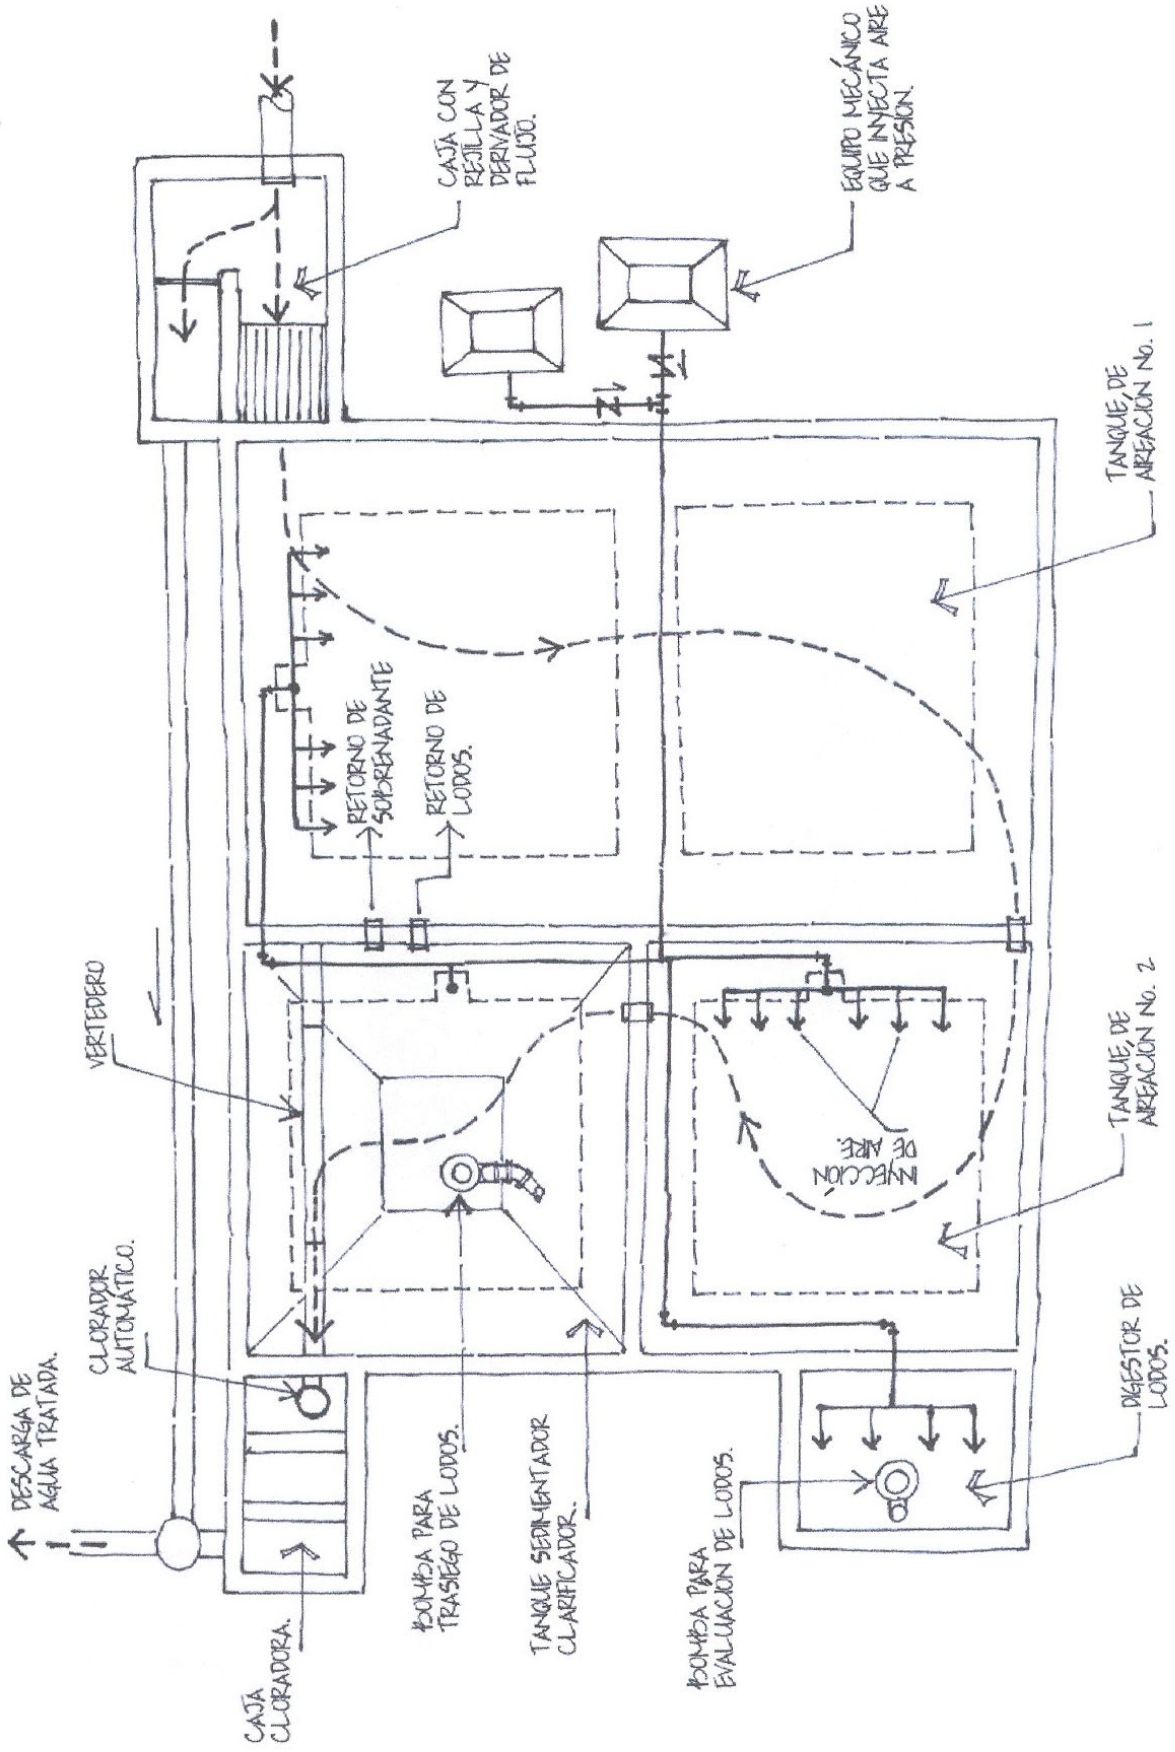 DESCARGA DE
AGUA TRATADA.
CLORADOR
AUTOMÁTICO.
VERTEDERO
CAJA CON
REJILLA Y
DERIVADOR DE
FLUJO.
EQUIPO MECÁNICO
QUE INYECTA AIRE
A PRESIÓN.
RETORNO DE
SOBRENADANTE
RETORNO DE
LODOS.
TANQUE DE
AIREACIÓN No. 1
CAJA
CLORADORA.
BOMBA PARA
TRASIEGO DE LODOS.
TANQUE SEDIMENTADOR
CLARIFICADOR.
BOMBA PARA
EVALUACIÓN DE LODOS.
INYECCIÓN
DE AIRE.
TANQUE DE
AIREACIÓN No. 2
DIGESTOR DE
LODOS.